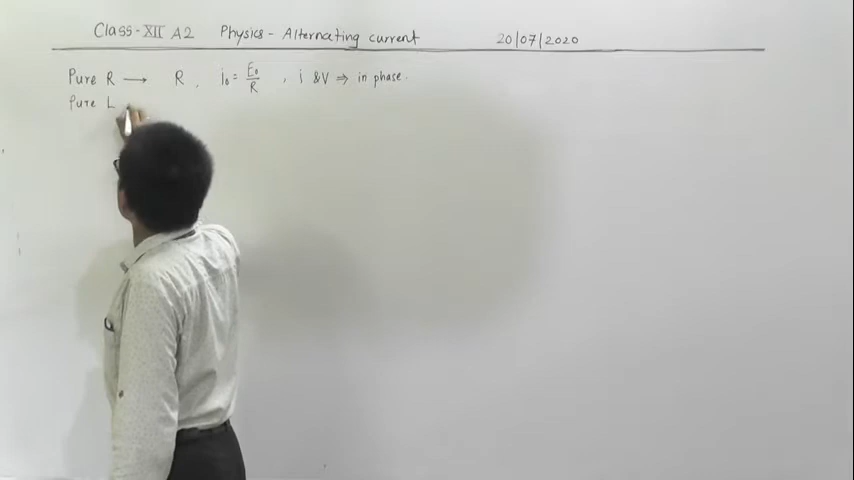 Class-XII A2 Physics - Alternating current 20/07/2020
Pure R → R, i₀ = E₀/R , i & V ⇒ in phase.
Pure L